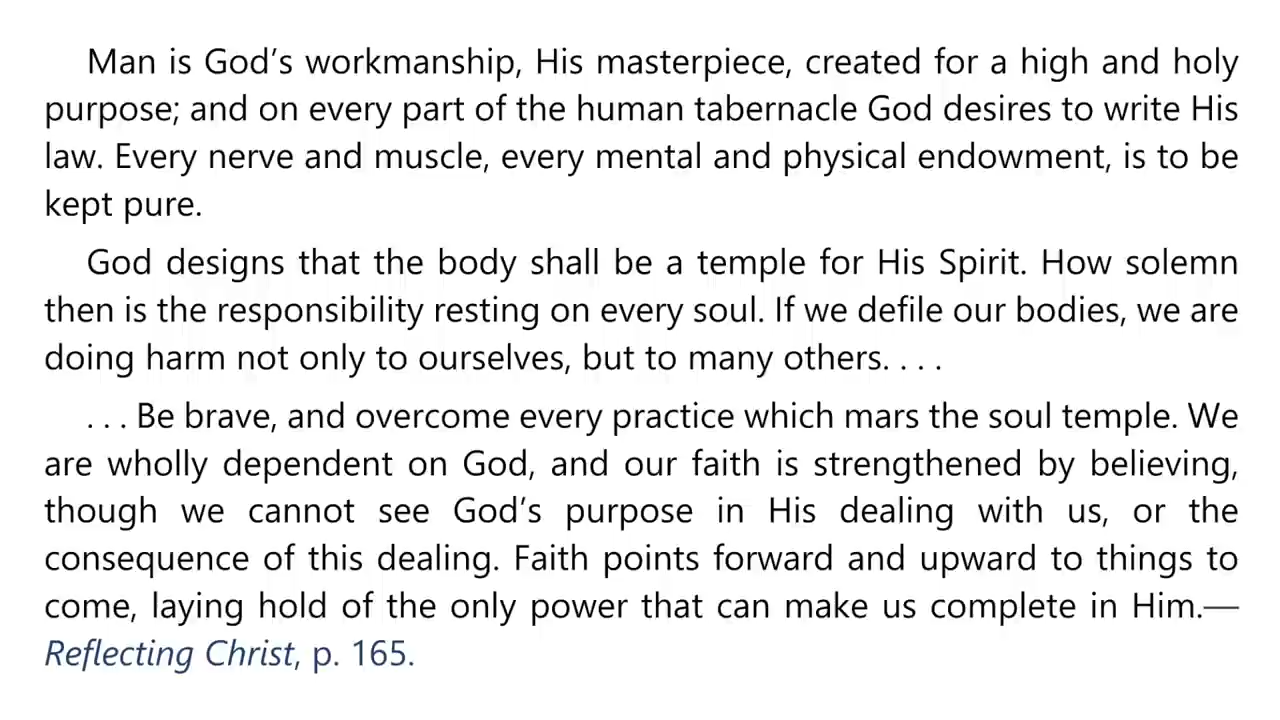 Man is God’s workmanship, His masterpiece, created for a high and holy
purpose; and on every part of the human tabernacle God desires to write His
law. Every nerve and muscle, every mental and physical endowment, is to be
kept pure.
God designs that the body shall be a temple for His Spirit. How solemn
then is the responsibility resting on every soul. If we defile our bodies, we are
doing harm not only to ourselves, but to many others. . . .
. . . Be brave, and overcome every practice which mars the soul temple. We
are wholly dependent on God, and our faith is strengthened by believing,
though we cannot see God’s purpose in His dealing with us, or the
consequence of this dealing. Faith points forward and upward to things to
come, laying hold of the only power that can make us complete in Him.—
Reflecting Christ, p. 165.